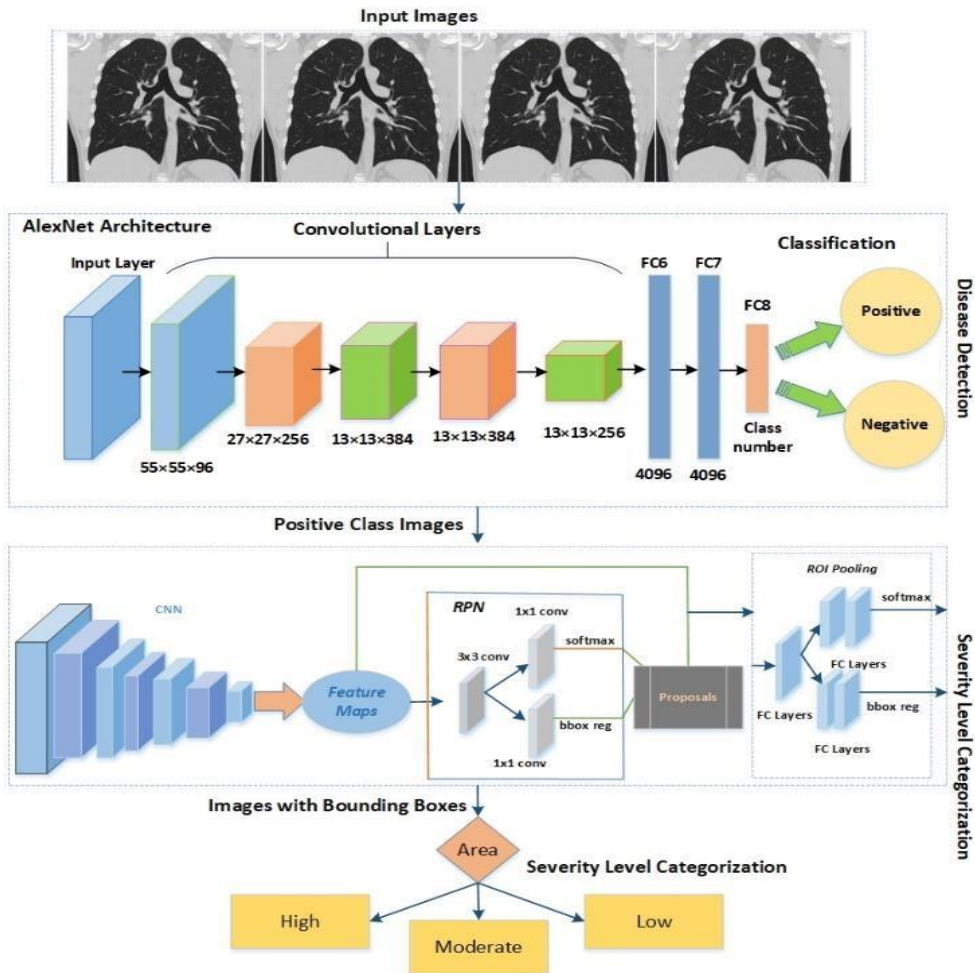 Input Images
AlexNet Architecture
Convolutional Layers
Classification
Input Layer
FC6
FC7
FC8
Positive
Negative
27×27×256
13×13×384
13×13×384
13×13×256
Class
number
55×55×96
4096
4096
Disease Detection
Positive Class Images
CNN
Feature
Maps
RPN
1x1 conv
softmax
3x3 conv
bbox reg
1x1 conv
Proposals
ROI Pooling
softmax
FC Layers
FC Layers
bbox reg
FC Layers
Severity Level Categorization
Images with Bounding Boxes
Area
Severity Level Categorization
High
Moderate
Low